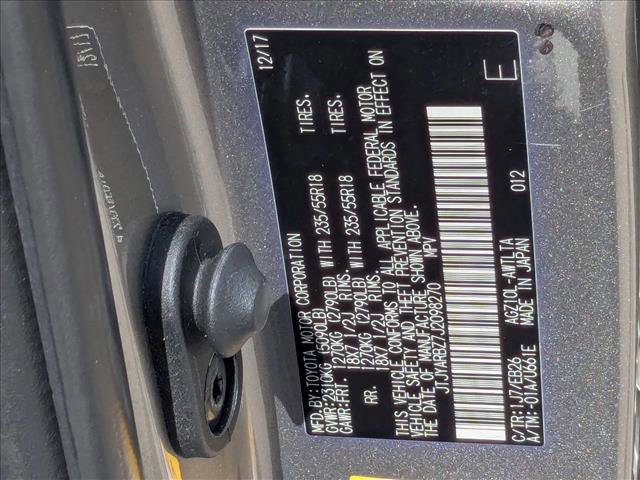 MFD. BY: TOYOTA MOTOR CORPORATION 12/17
GVWR: 2310KG (5090LB)
GAWR: FRT. 1270KG (2790LB) WITH 235/55R18 TIRES,
18X7 1/2J RIMS.
RR. 1270KG (2790LB) WITH 235/55R18 TIRES,
18X7 1/2J RIMS.
THIS VEHICLE CONFORMS TO ALL APPLICABLE FEDERAL MOTOR
VEHICLE SAFETY AND THEFT PREVENTION STANDARDS IN EFFECT ON
THE DATE OF MANUFACTURE SHOWN ABOVE.
JTJYARBZ7J2098270 MPV
C/TR: 1J7/EB26 AGZ10L-AWTLTA 012 E
A/TM: -01A/U661E MADE IN JAPAN